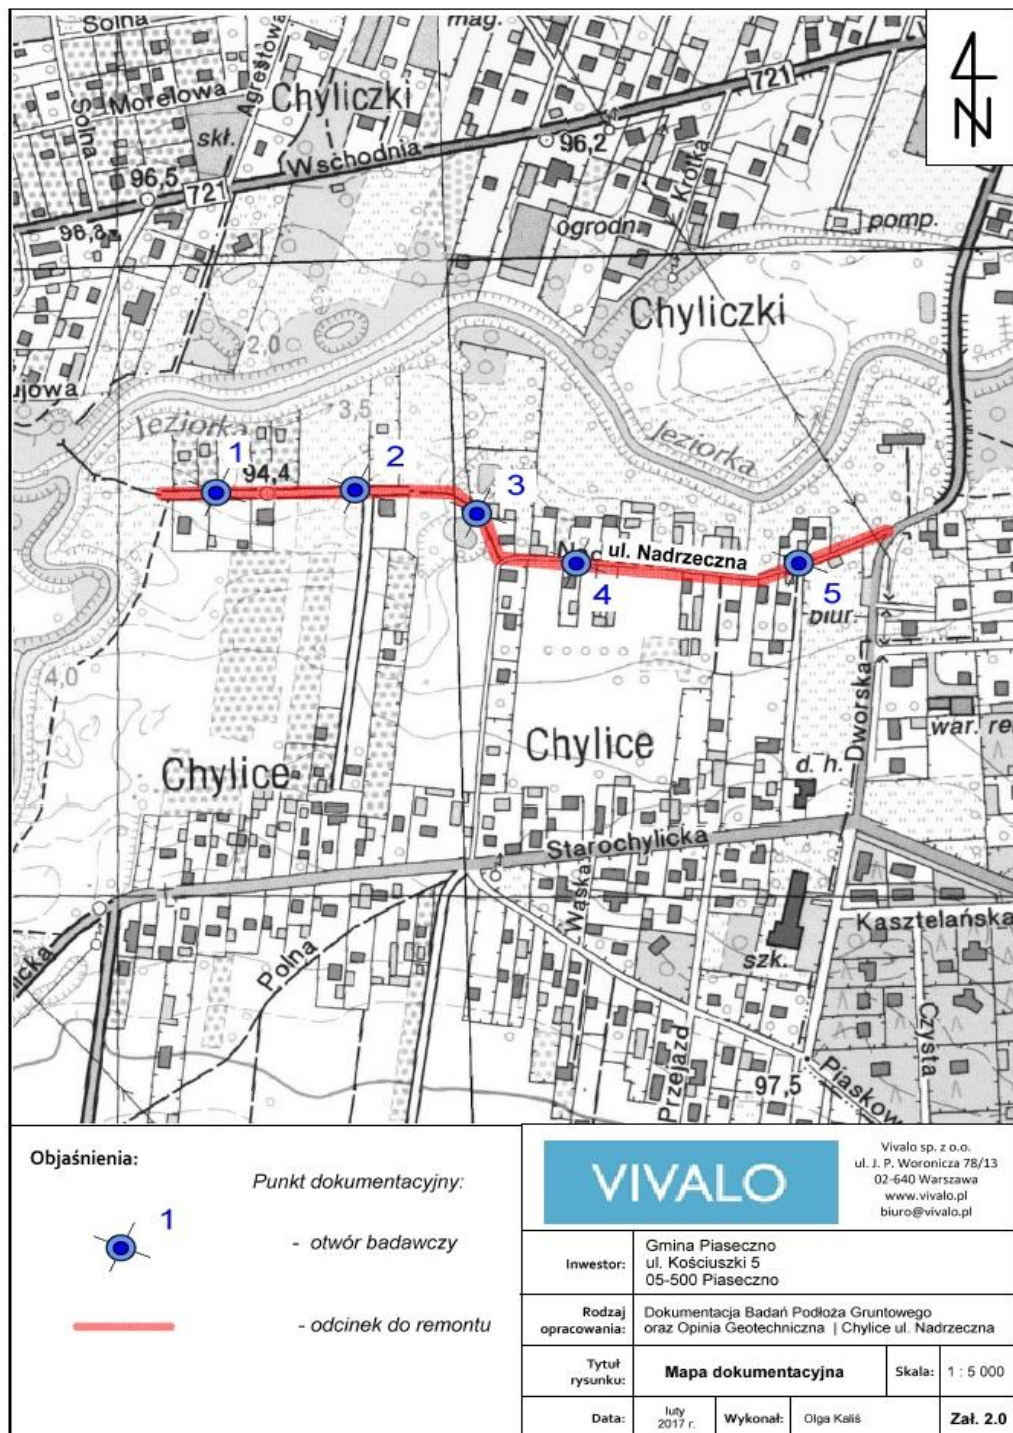 Solna
mag.
Agrestowa
Morelowa
Solna
Chyliczki
721
skł.
Wschodnia
96,2
Krótka
96,5
721
ogrodn.
pomp.
Chyliczki
2,0
ujowa
3,5
Jeziorka
Jeziorka
1
94,4
2
3
ul. Nadrzeczna
4
5
biur.
4,0
Dworska
war. re
Chylice
Chylice
d. h.
Starochylicka
Wąska
Kasztelańska
nicka
Polna
szk.
Czysta
Przejazd
97,5
Piaskow
N
Objaśnienia:
Punkt dokumentacyjny:
1
- otwór badawczy
- odcinek do remontu
VIVALO
Vivalo sp. z o.o.
ul. J. P. Woronicza 78/13
02-640 Warszawa
www.vivalo.pl
biuro@vivalo.pl
Inwestor:
Gmina Piaseczno
ul. Kościuszki 5
05-500 Piaseczno
Rodzaj
opracowania:
Dokumentacja Badań Podłoża Gruntowego
oraz Opinia Geotechniczna | Chylice ul. Nadrzeczna
Tytuł
rysunku:
Mapa dokumentacyjna
Skala:
1 : 5 000
Data:
luty
2017 r.
Wykonał:
Olga Kaliś
Zał. 2.0